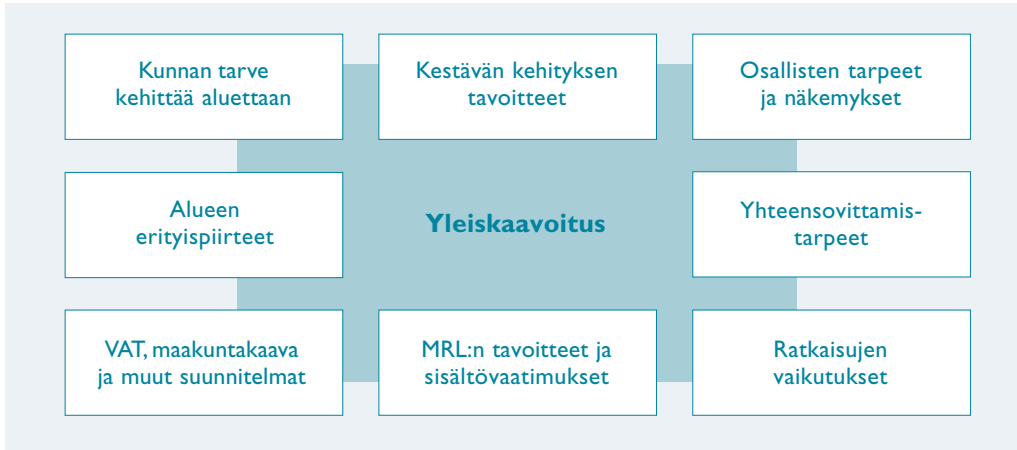 Kunnan tarve
kehittää aluettaan
Kestävän kehityksen
tavoitteet
Osallisten tarpeet
ja näkemykset
Alueen
erityispiirteet
Yleiskaavoitus
Yhteensovittamis-
tarpeet
VAT, maakuntakaava
ja muut suunnitelmat
MRL:n tavoitteet ja
sisältövaatimukset
Ratkaisujen
vaikutukset